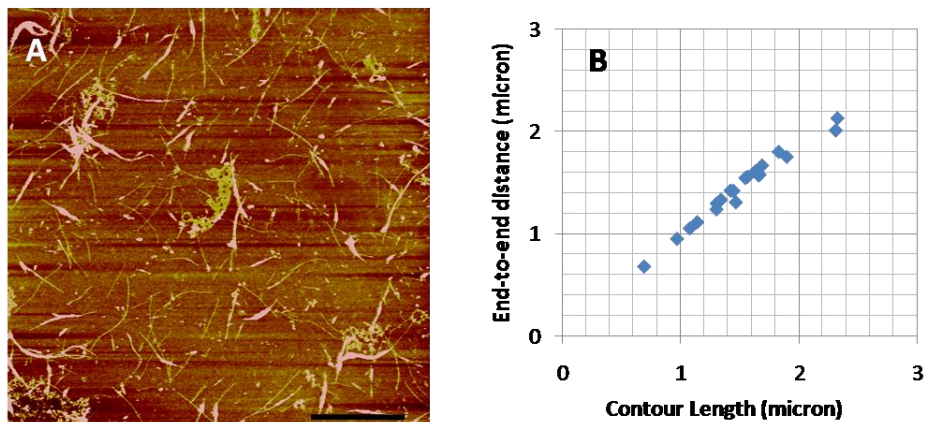 A
B
End-to-end distance (micron)
3
2
1
0
0 1 2 3
Contour Length (micron)